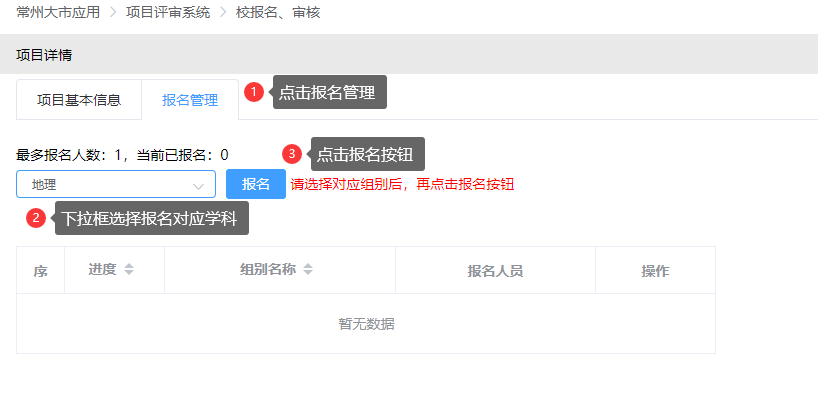 常州大市应用 > 项目评审系统 > 校报名、审核
项目详情
项目基本信息 报名管理 1 点击报名管理
3 点击报名按钮
最多报名人数：1，当前已报名：0
地理 报名 请选择对应组别后，再点击报名按钮
2 下拉框选择报名对应学科
序 进度 组别名称 报名人员 操作
暂无数据